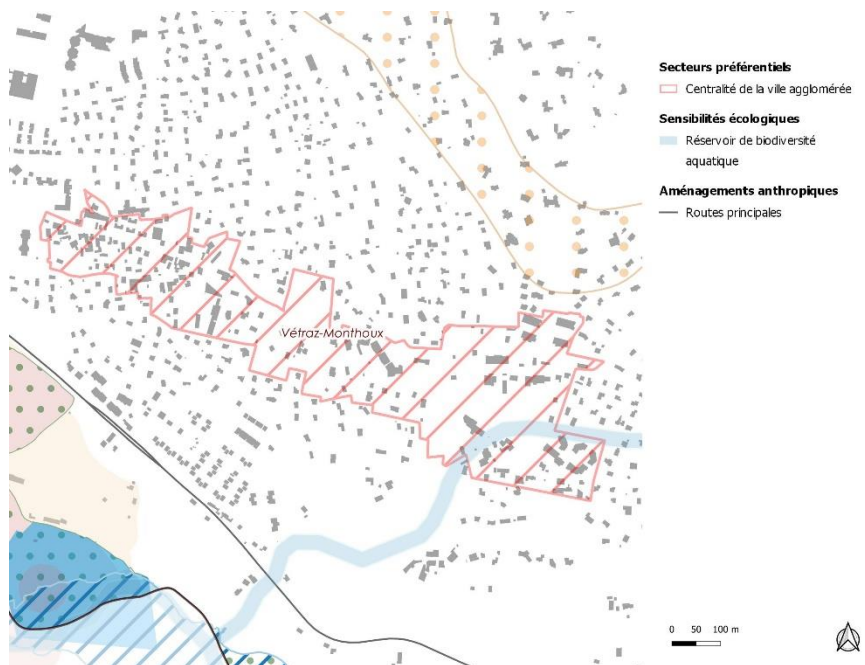 Vétraz-Monthoux
Secteurs préférentiels
Centralité de la ville agglomérée
Sensibilités écologiques
Réservoir de biodiversité
aquatique
Aménagements anthropiques
Routes principales
0 50 100 m